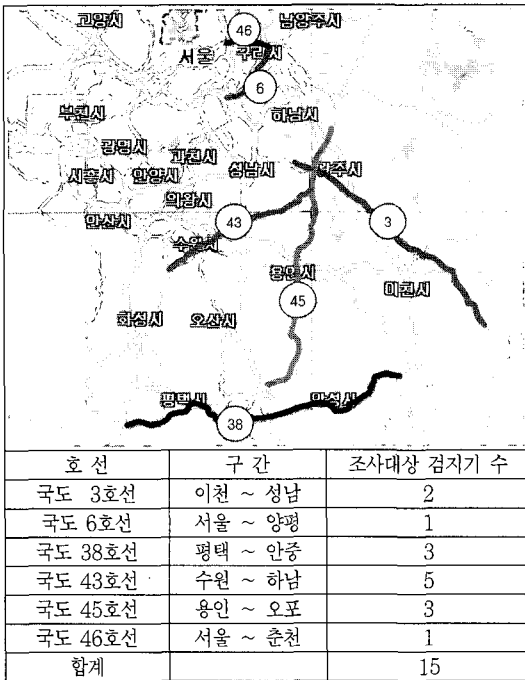 고양시
46
남양주시
서울
구리시
6
부천시
하남시
광명시
과천시
시흥시
안양시
성남시
광주시
의왕시
안산시
43
3
수원시
용인시
이천시
45
화성시
오산시
평택시
안성시
38
호 선 구 간 조사대상 검지기 수
국도 3호선 이천 ~ 성남 2
국도 6호선 서울 ~ 양평 1
국도 38호선 평택 ~ 안중 3
국도 43호선 수원 ~ 하남 5
국도 45호선 용인 ~ 오포 3
국도 46호선 서울 ~ 춘천 1
합계 15